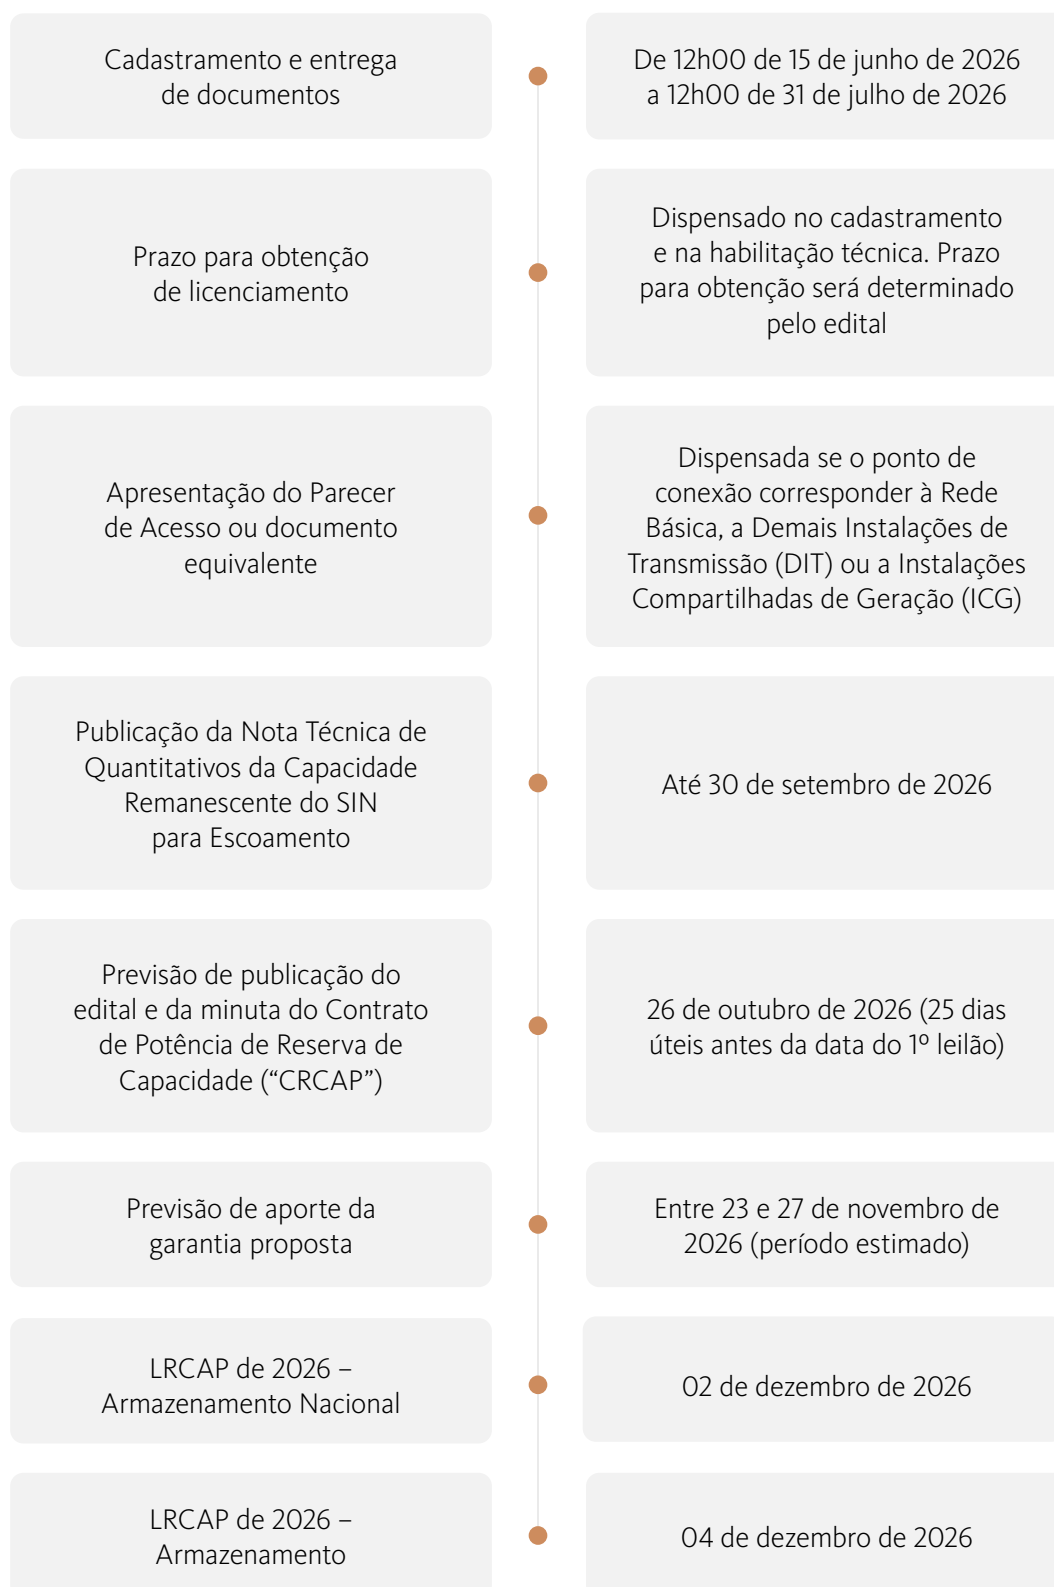 Cadastramento e entrega
de documentos
De 12h00 de 15 de junho de 2026
a 12h00 de 31 de julho de 2026
Prazo para obtenção
de licenciamento
Dispensado no cadastramento
e na habilitação técnica. Prazo
para obtenção será determinado
pelo edital
Apresentação do Parecer
de Acesso ou documento
equivalente
Dispensada se o ponto de
conexão corresponder à Rede
Básica, a Demais Instalações de
Transmissão (DIT) ou a Instalações
Compartilhadas de Geração (ICG)
Publicação da Nota Técnica de
Quantitativos da Capacidade
Remanescente do SIN
para Escoamento
Até 30 de setembro de 2026
Previsão de publicação do
edital e da minuta do Contrato
de Potência de Reserva de
Capacidade (“CRCAP”)
26 de outubro de 2026 (25 dias
úteis antes da data do 1º leilão)
Previsão de aporte da
garantia proposta
Entre 23 e 27 de novembro de
2026 (período estimado)
LRCAP de 2026 –
Armazenamento Nacional
02 de dezembro de 2026
LRCAP de 2026 –
Armazenamento
04 de dezembro de 2026